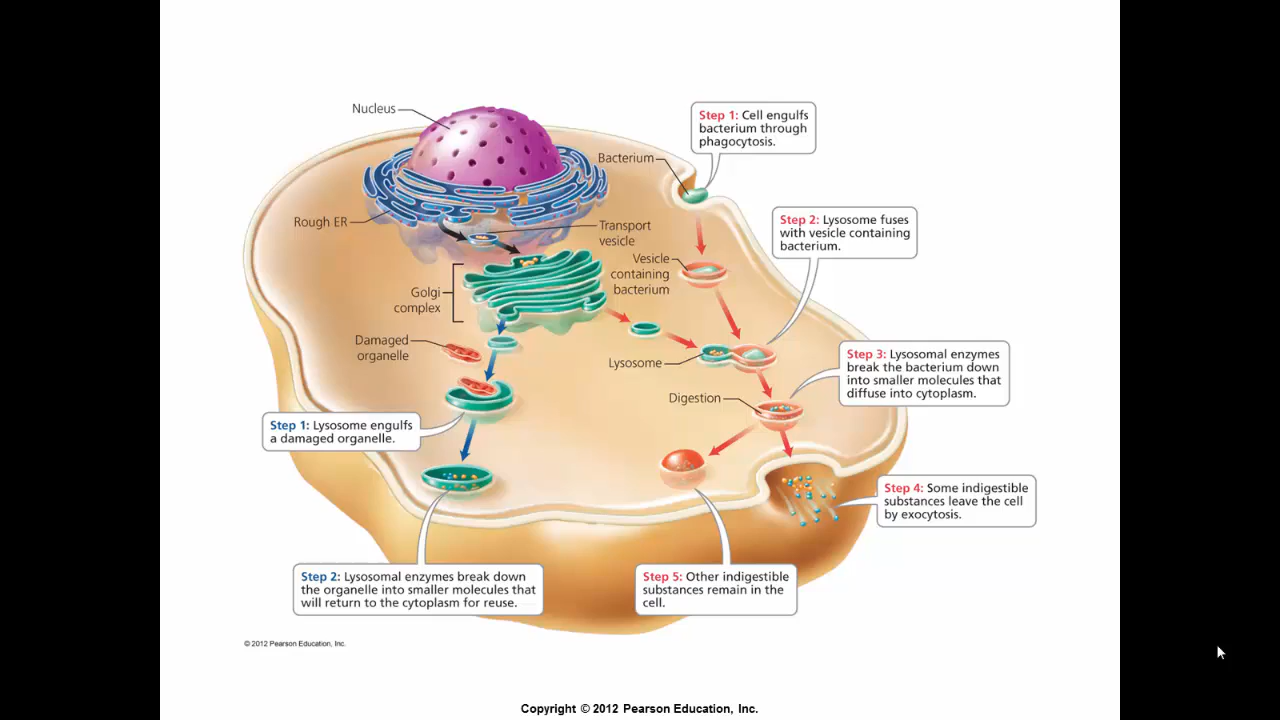 Nucleus
Step 1: Cell engulfs
bacterium through
phagocytosis.
Bacterium
Rough ER
Transport
vesicle
Step 2: Lysosome fuses
with vesicle containing
bacterium.
Vesicle
containing
bacterium
Golgi
complex
Damaged
organelle
Lysosome
Step 3: Lysosomal enzymes
break the bacterium down
into smaller molecules that
diffuse into cytoplasm.
Digestion
Step 1: Lysosome engulfs
a damaged organelle.
Step 4: Some indigestible
substances leave the cell
by exocytosis.
Step 2: Lysosomal enzymes break down
the organelle into smaller molecules that
will return to the cytoplasm for reuse.
Step 5: Other indigestible
substances remain in the
cell.
© 2012 Pearson Education, Inc.
Copyright © 2012 Pearson Education, Inc.